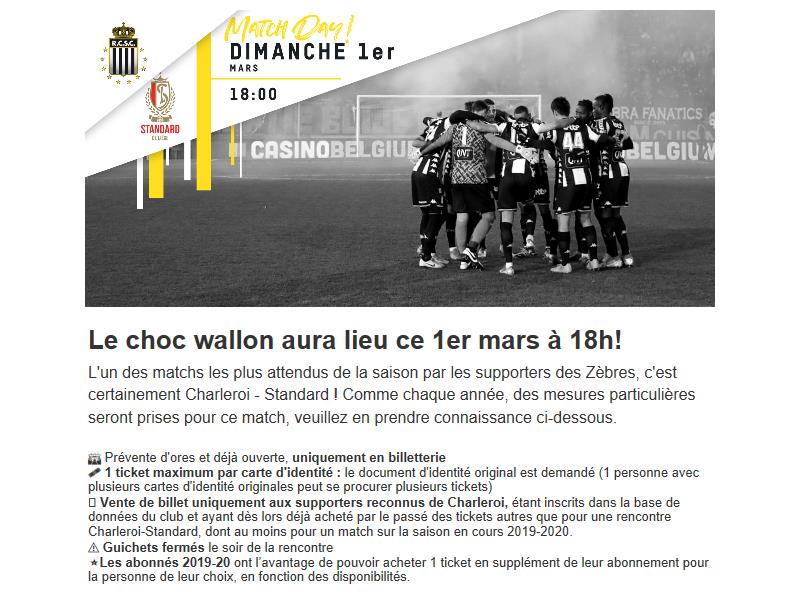 Match Day!
R.C.S.C.
DIMANCHE 1er
MARS
18:00
STANDARD
BRA FANATICS
CASINOBELGIUM
BELGIUM
1
QNT
44
Le choc wallon aura lieu ce 1er mars à 18h!
L'un des matchs les plus attendus de la saison par les supporters des Zèbres, c'est
certainement Charleroi - Standard ! Comme chaque année, des mesures particulières
seront prises pour ce match, veuillez en prendre connaissance ci-dessous.
Prévente d'ores et déjà ouverte, uniquement en billetterie
1 ticket maximum par carte d'identité : le document d'identité original est demandé (1 personne avec
plusieurs cartes d'identité originales peut se procurer plusieurs tickets)
Vente de billet uniquement aux supporters reconnus de Charleroi, étant inscrits dans la base de
données du club et ayant dès lors déjà acheté par le passé des tickets autres que pour une rencontre
Charleroi-Standard, dont au moins pour un match sur la saison en cours 2019-2020.
⚠ Guichets fermés le soir de la rencontre
★Les abonnés 2019-20 ont l'avantage de pouvoir acheter 1 ticket en supplément de leur abonnement pour
la personne de leur choix, en fonction des disponibilités.